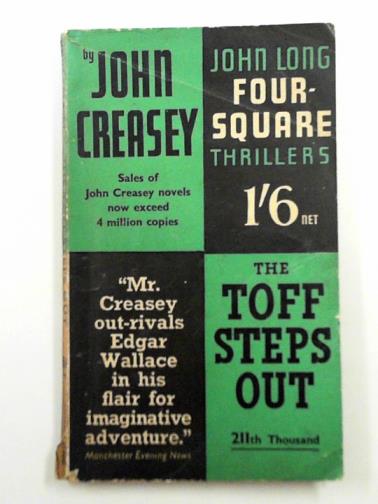 by
JOHN
CREASEY
Sales of
John Creasey novels
now exceed
4 million copies
JOHN LONG
FOUR-
SQUARE
THRILLERS
1'6 NET
"Mr.
Creasey
out-rivals
Edgar
Wallace
in his
flair for
imaginative
adventure."
Manchester Evening News
THE
TOFF
STEPS
OUT
211th Thousand